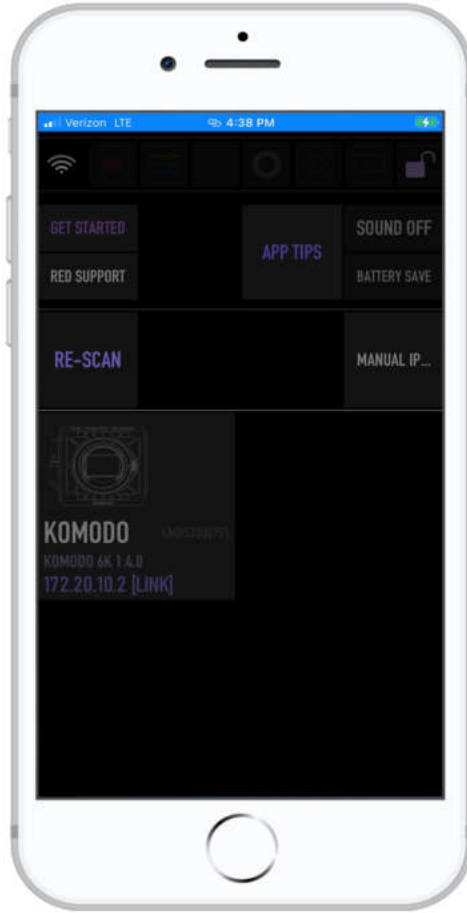 Verizon LTE 4:38 PM
GET STARTED
APP TIPS
SOUND OFF
RED SUPPORT
BATTERY SAVE
RE-SCAN
MANUAL IP...
KOMODO
KOMODO 6K 1.4.0
172.20.10.2 [LINK]